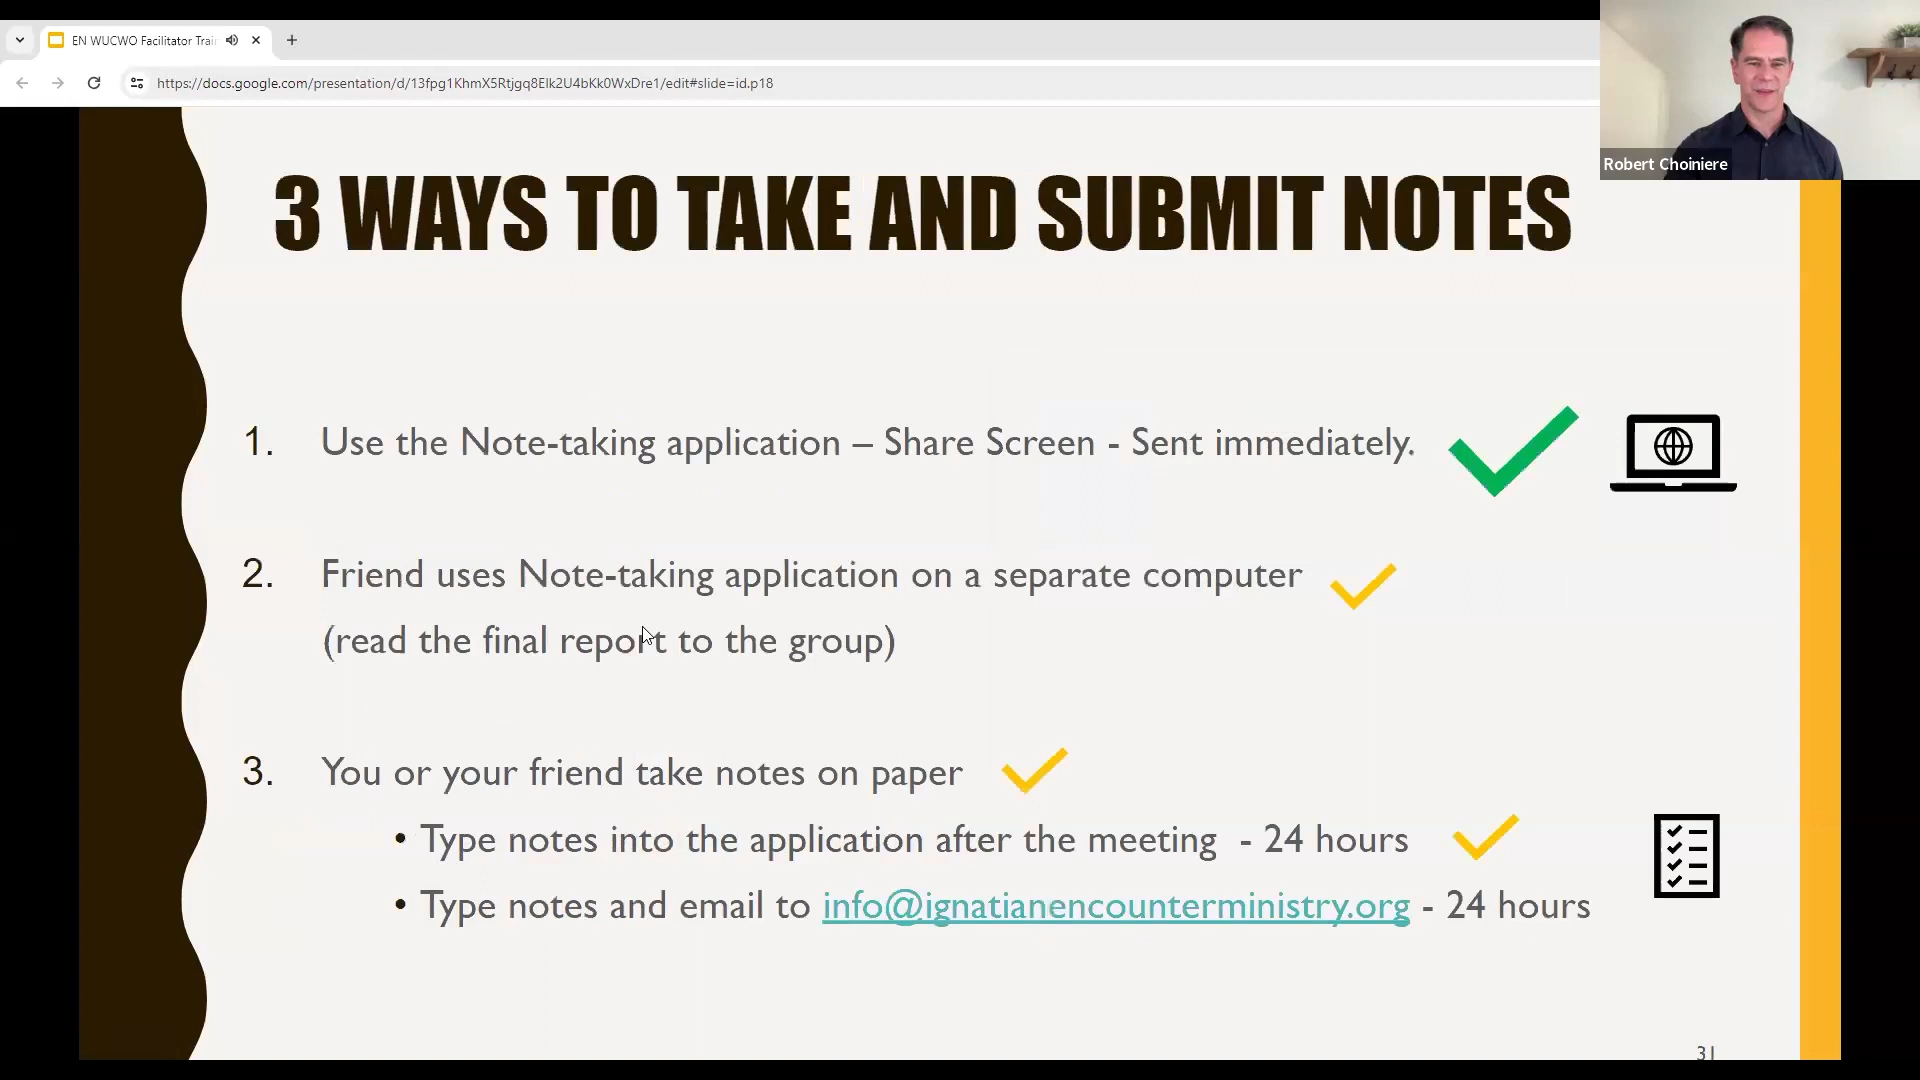 EN WUCWO Facilitator Trai
https://docs.google.com/presentation/d/13fpg1KhmX5Rtjgq8Elk2U4bKk0WxDre1/edit#slide=id.p18
Robert Choiniere
3 WAYS TO TAKE AND SUBMIT NOTES
1. Use the Note-taking application – Share Screen - Sent immediately.
2. Friend uses Note-taking application on a separate computer
(read the final report to the group)
3. You or your friend take notes on paper
• Type notes into the application after the meeting - 24 hours
• Type notes and email to info@ignatianencounterministry.org - 24 hours
31